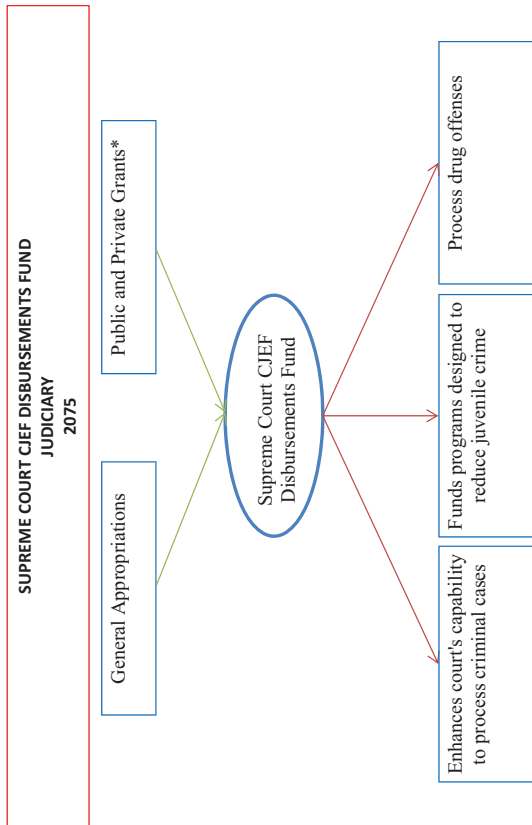 SUPREME COURT CJEF DISBURSEMENTS FUND
JUDICIARY
2075
General Appropriations
Public and Private Grants*
Supreme Court CJEF
Disbursements Fund
Enhances court's capability
to process criminal cases
Funds programs designed to
reduce juvenile crime
Process drug offenses